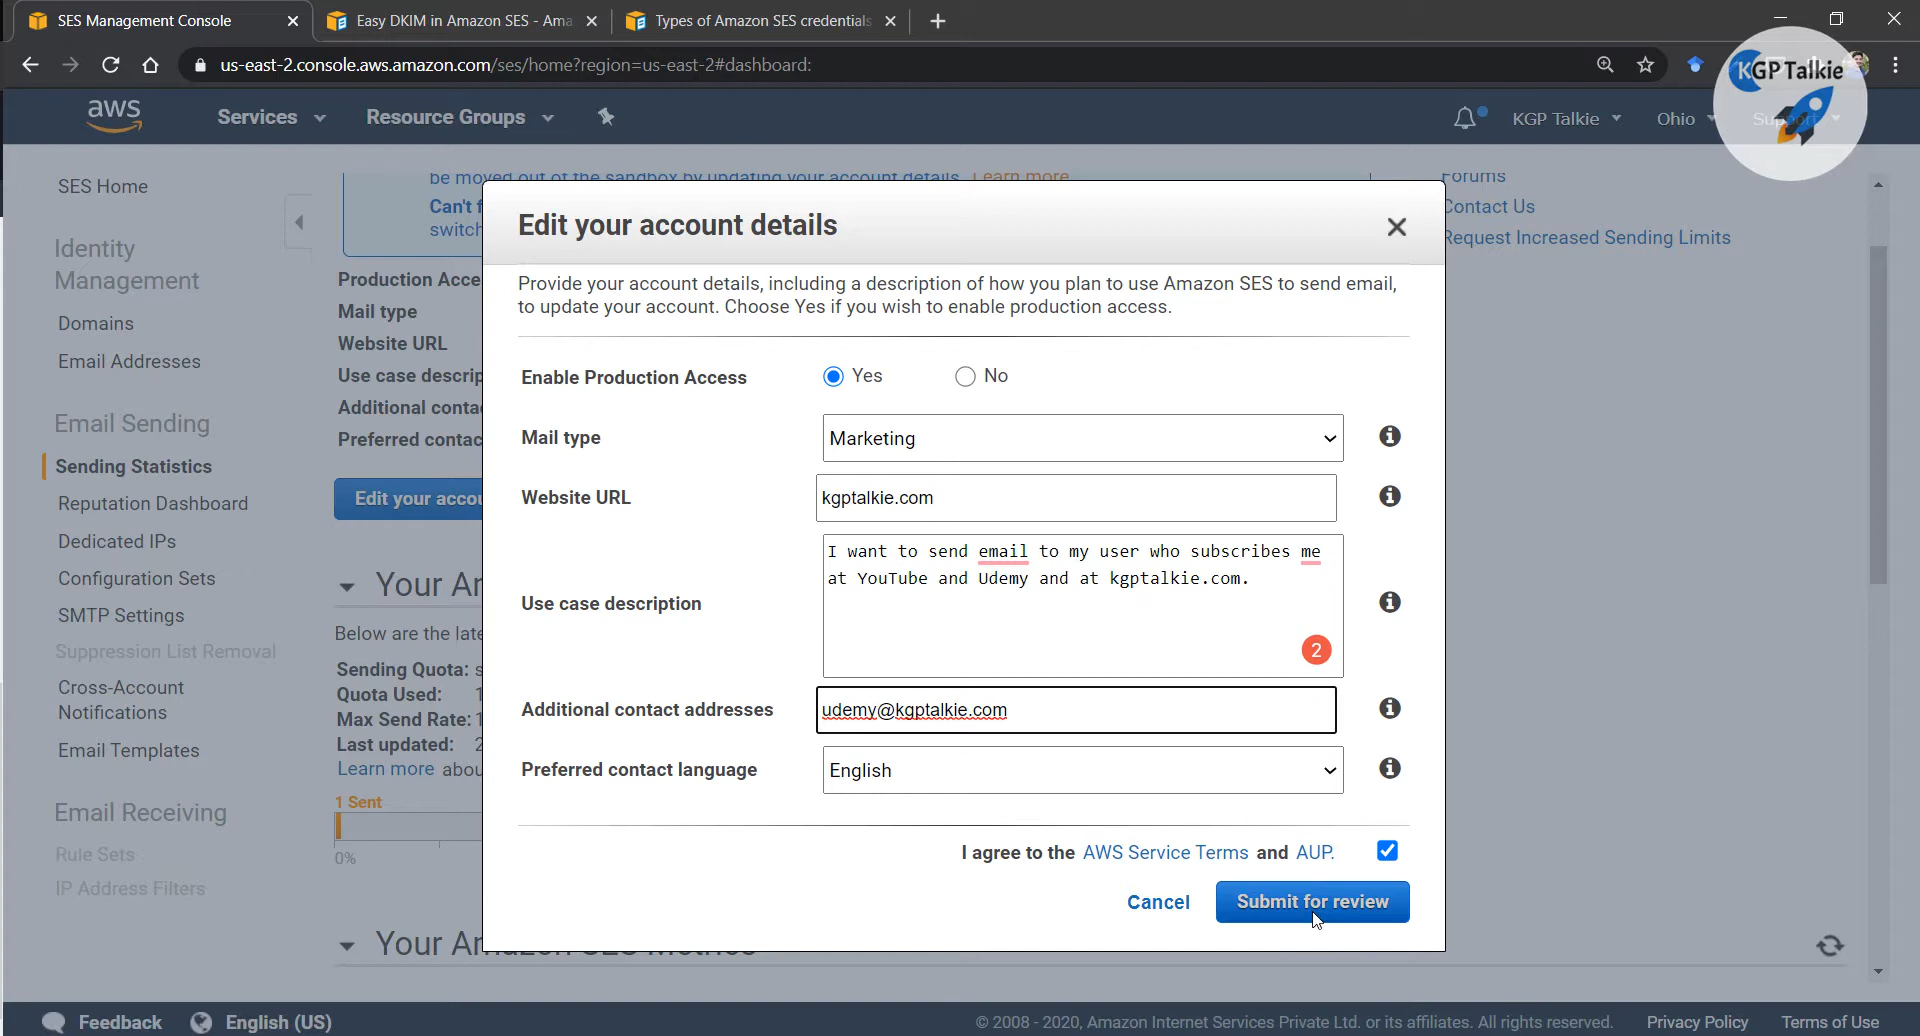 SES Management Console
Easy DKIM in Amazon SES - Ama
Types of Amazon SES credentials
us-east-2.console.aws.amazon.com/ses/home?region=us-east-2#dashboard:
KGPTalkie
aws
Services
Resource Groups
KGP Talkie
Ohio
Support
SES Home
Identity
Management
Domains
Email Addresses
Email Sending
Sending Statistics
Reputation Dashboard
Dedicated IPs
Configuration Sets
SMTP Settings
Suppression List Removal
Cross-Account
Notifications
Email Templates
Email Receiving
Rule Sets
IP Address Filters
be moved out of the sandbox by updating your account details. Learn more
Can't f
switch
Production Acce
Mail type
Website URL
Use case descrip
Additional conta
Preferred contac
Edit your accou
Your A
Below are the late
Sending Quota: s
Quota Used: 1
Max Send Rate: 1
Last updated: 2
Learn more abou
1 Sent
0%
Your Amazon SES Metrics
Forums
Contact Us
Request Increased Sending Limits
Edit your account details
Provide your account details, including a description of how you plan to use Amazon SES to send email,
to update your account. Choose Yes if you wish to enable production access.
Enable Production Access Yes No
Mail type Marketing
Website URL kgptalkie.com
Use case description
I want to send email to my user who subscribes me
at YouTube and Udemy and at kgptalkie.com.
2
Additional contact addresses udemy@kgptalkie.com
Preferred contact language English
I agree to the AWS Service Terms and AUP.
Cancel Submit for review
Feedback English (US)
© 2008 - 2020, Amazon Internet Services Private Ltd. or its affiliates. All rights reserved. Privacy Policy Terms of Use